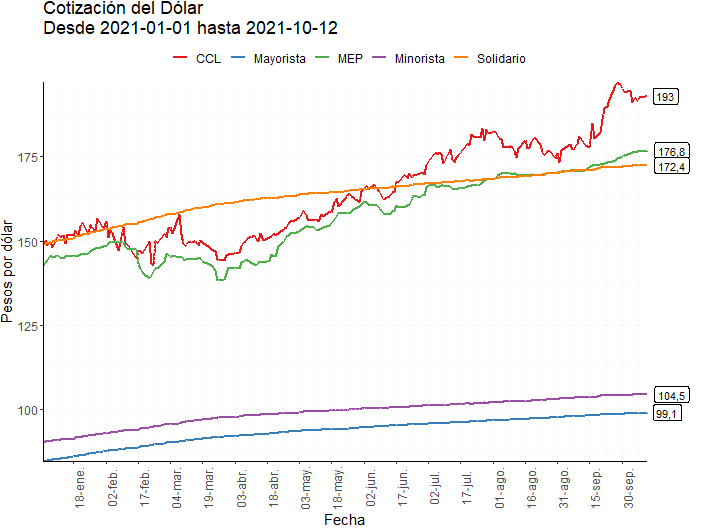 Cotización del Dólar
Desde 2021-01-01 hasta 2021-10-12
CCL Mayorista MEP Minorista Solidario
193
176,8
172,4
104,5
99,1
175
150
125
100
Pesos por dólar
18-ene.
02-feb.
17-feb.
04-mar.
19-mar.
03-abr.
18-abr.
03-may.
18-may.
02-jun.
17-jun.
02-jul.
17-jul.
01-ago.
16-ago.
31-ago.
15-sep.
30-sep.
Fecha